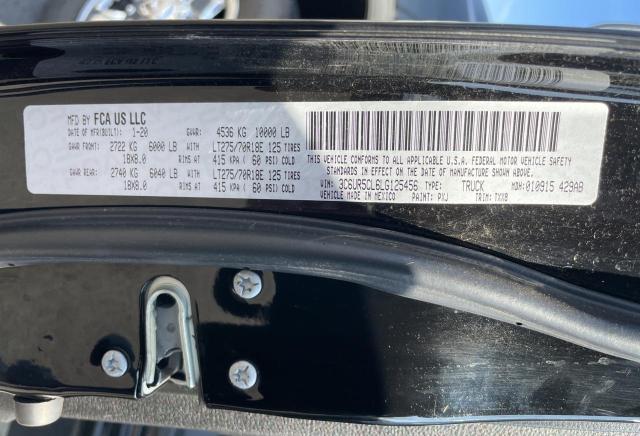 MFD BY FCA US LLC
DATE OF MFR(BUILT): 1-20 GVWR: 4536 KG 10000 LB
GAWR FRONT: 2722 KG 6000 LB WITH LT275/70R18E 125 TIRES
18X8.0 RIMS AT 415 KPA ( 60 PSI) COLD
GAWR REAR: 2740 KG 6040 LB WITH LT275/70R18E 125 TIRES
18X8.0 RIMS AT 415 KPA ( 60 PSI) COLD
THIS VEHICLE CONFORMS TO ALL APPLICABLE U.S.A. FEDERAL MOTOR VEHICLE SAFETY
STANDARDS IN EFFECT ON THE DATE OF MANUFACTURE SHOWN ABOVE
VIN: 3C6UR5CL6LG125456 TYPE: TRUCK MDH: 010915 429AB
VEHICLE MADE IN MEXICO PAINT: PXJ TRIM: TXX8